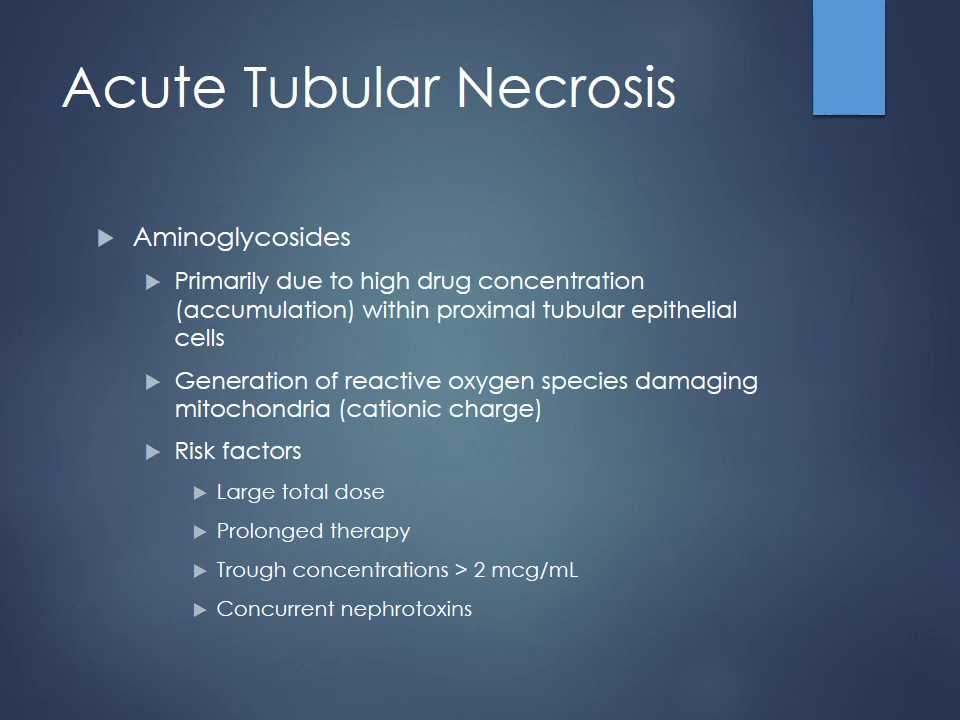 Acute Tubular Necrosis
Aminoglycosides
Primarily due to high drug concentration
(accumulation) within proximal tubular epithelial
cells
Generation of reactive oxygen species damaging
mitochondria (cationic charge)
Risk factors
Large total dose
Prolonged therapy
Trough concentrations > 2 mcg/mL
Concurrent nephrotoxins